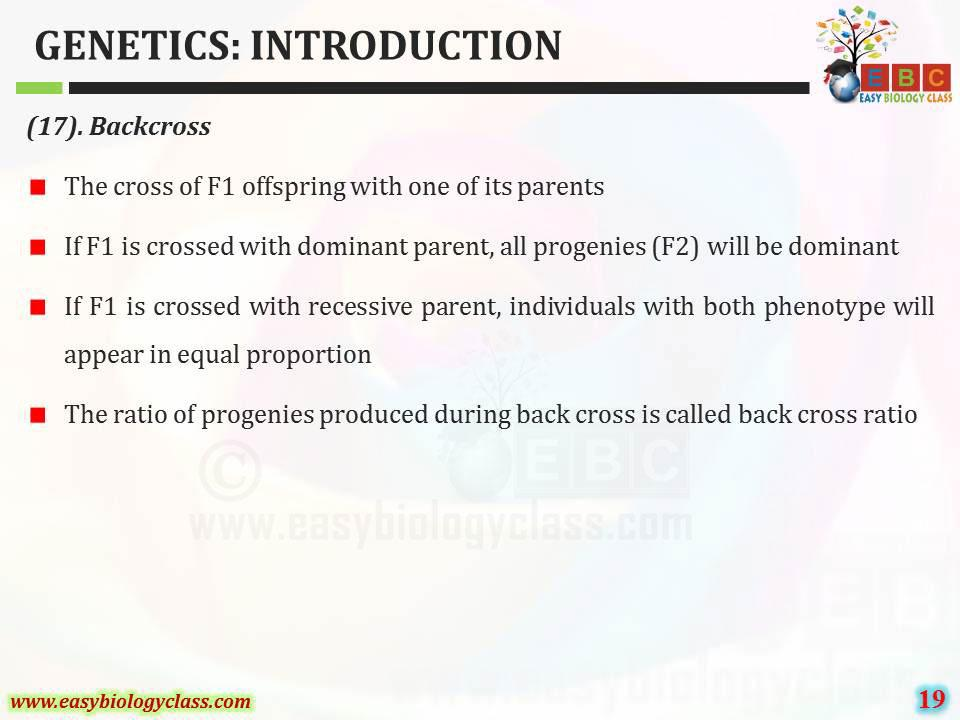 GENETICS: INTRODUCTION
E B C
EASY BIOLOGY CLASS
(17). Backcross
The cross of F1 offspring with one of its parents
If F1 is crossed with dominant parent, all progenies (F2) will be dominant
If F1 is crossed with recessive parent, individuals with both phenotype will
appear in equal proportion
The ratio of progenies produced during back cross is called back cross ratio
© EBC
www.easybiologyclass.com
EB
www.easybiologyclass.com
19